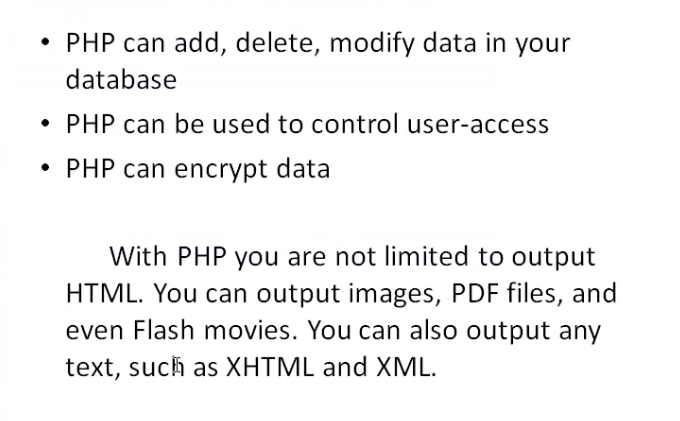 • PHP can add, delete, modify data in your
database
• PHP can be used to control user-access
• PHP can encrypt data
With PHP you are not limited to output
HTML. You can output images, PDF files, and
even Flash movies. You can also output any
text, such as XHTML and XML.